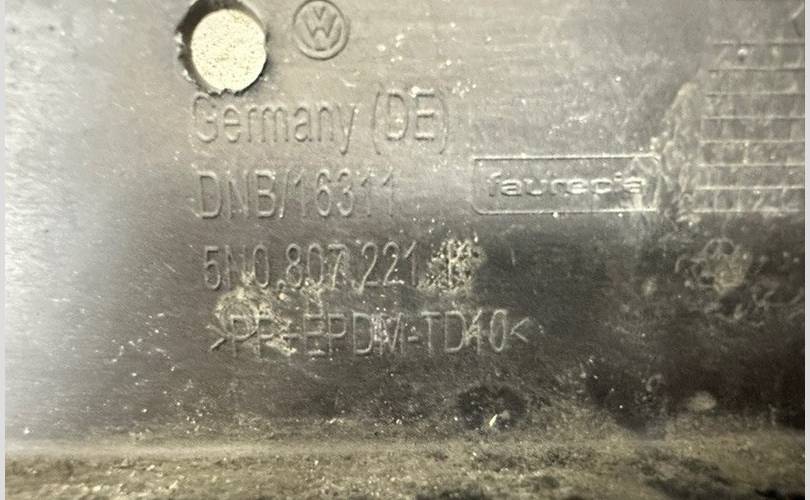 Germany (DE)
DNB/16311
faurecia
5N0.807.221.
>PP+EPDM-TD10<